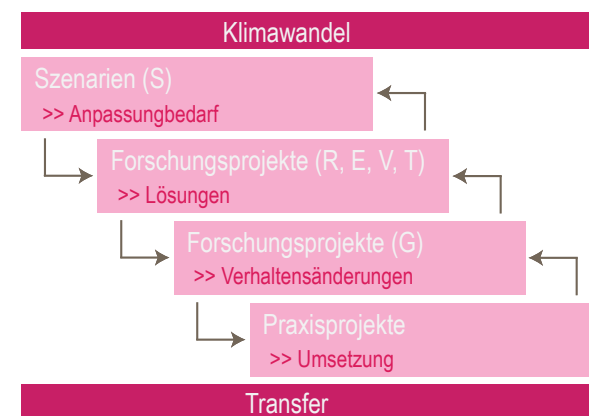 Klimawandel
Szenarien (S)
>> Anpassungbedarf
Forschungsprojekte (R, E, V, T)
>> Lösungen
Forschungsprojekte (G)
>> Verhaltensänderungen
Praxisprojekte
>> Umsetzung
Transfer